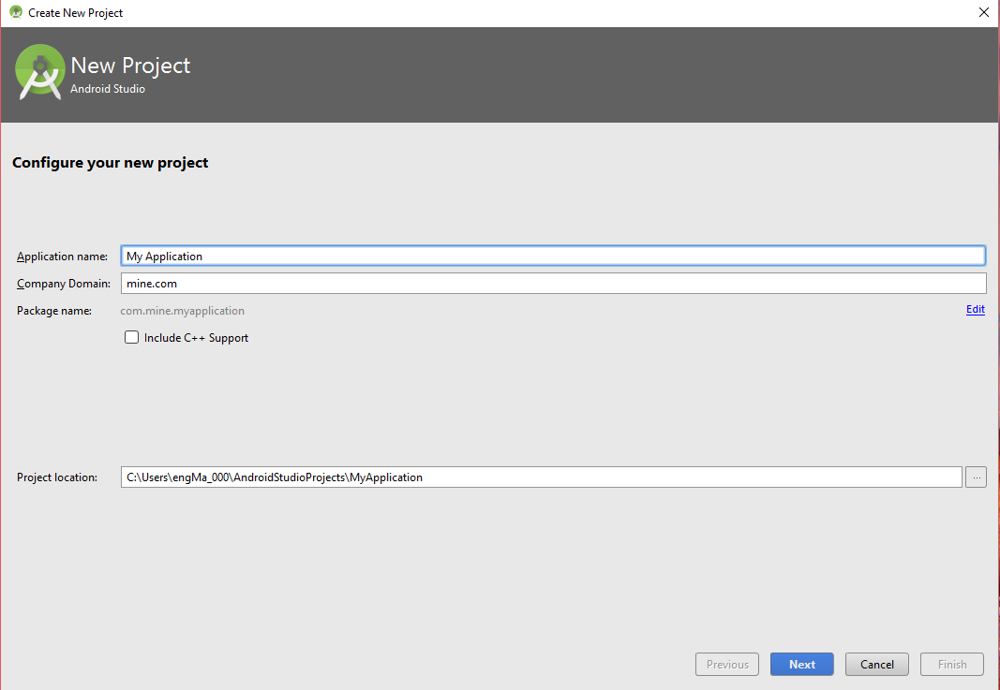 Create New Project
New Project
Android Studio
Configure your new project
Application name: My Application
Company Domain: mine.com
Package name: com.mine.myapplication Edit
Include C++ Support
Project location: C:\Users\engMa_000\AndroidStudioProjects\MyApplication ...
Previous Next Cancel Finish